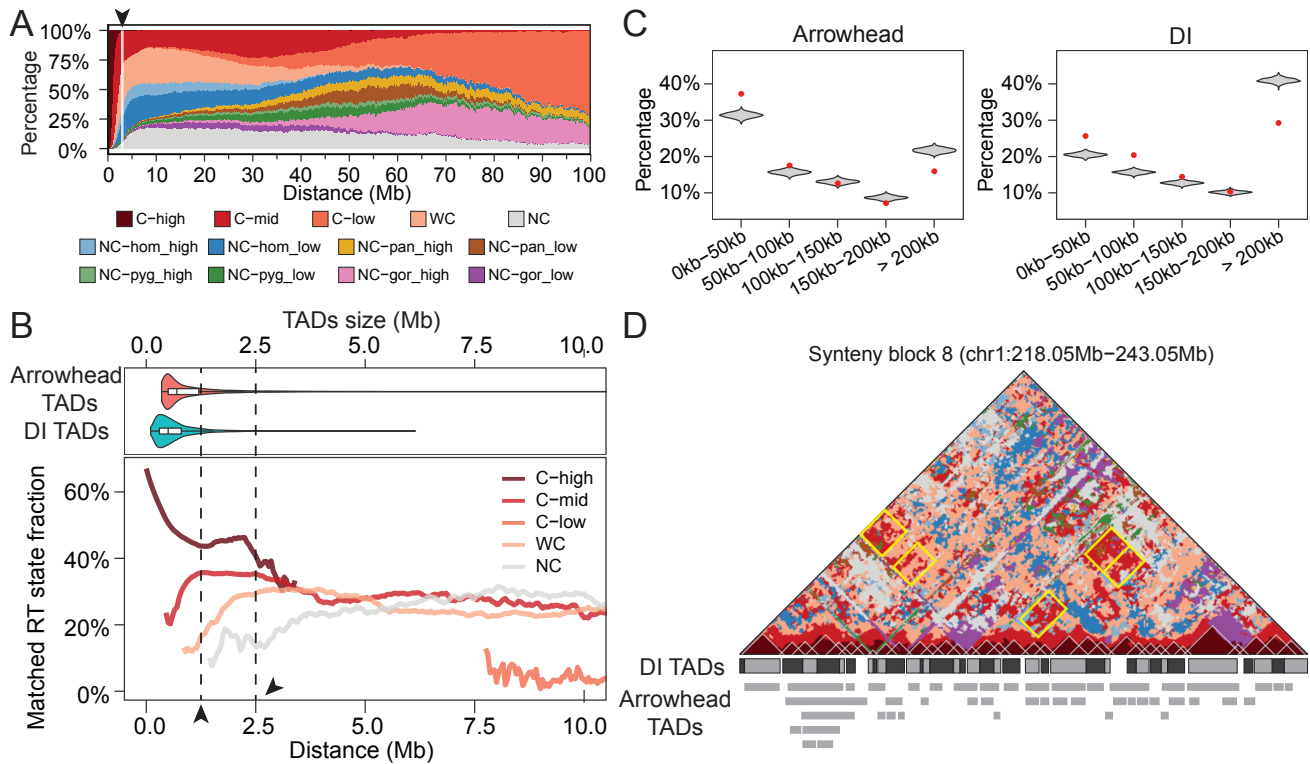 A
100%
75%
50%
25%
0%
Percentage
0 10 20 30 40 50 60 70 80 90 100
Distance (Mb)
C−high C−mid C−low WC NC
NC−hom_high NC−hom_low NC−pan_high NC−pan_low
NC−pyg_high NC−pyg_low NC−gor_high NC−gor_low
B
TADs size (Mb)
0.0 2.5 5.0 7.5 10.0
Arrowhead
TADs
DI TADs
Matched RT state fraction
60%
40%
20%
0%
C−high
C−mid
C−low
WC
NC
0.0 2.5 5.0 7.5 10.0
Distance (Mb)
C
Arrowhead
Percentage
40%
30%
20%
10%
0kb−50kb
50kb−100kb
100kb−150kb
150kb−200kb
> 200kb
DI
Percentage
40%
30%
20%
10%
0kb−50kb
50kb−100kb
100kb−150kb
150kb−200kb
> 200kb
D
Synteny block 8 (chr1:218.05Mb−243.05Mb)
DI TADs
Arrowhead
TADs